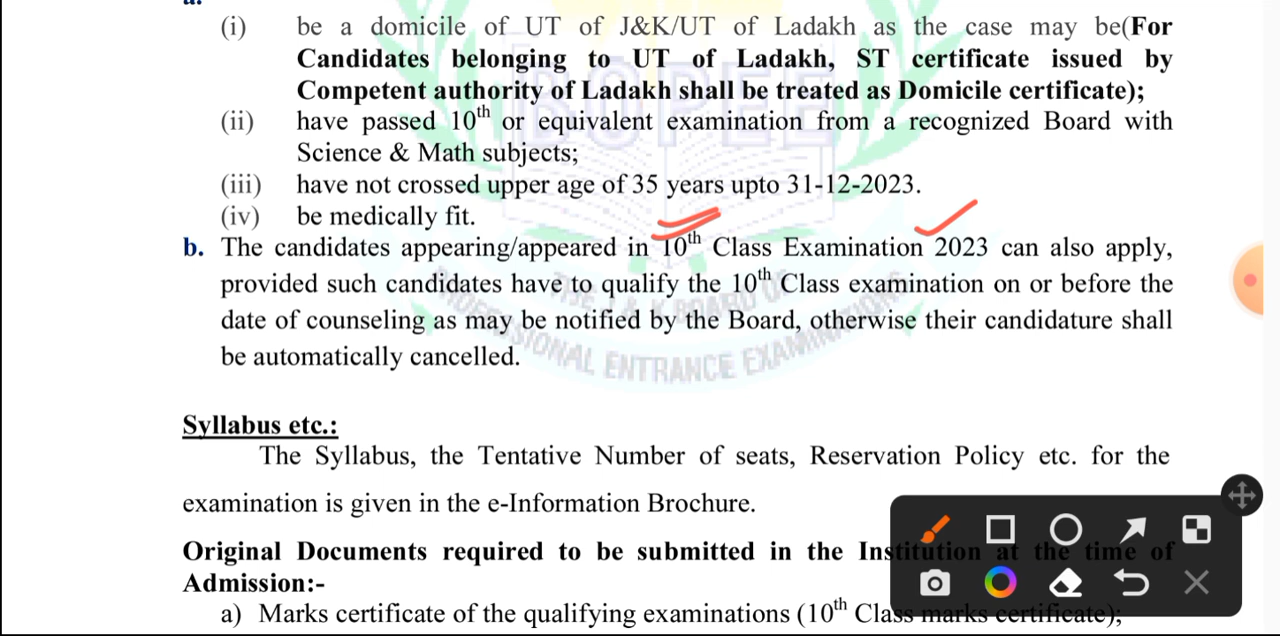 a.
(i) be a domicile of UT of J&K/UT of Ladakh as the case may be(For
Candidates belonging to UT of Ladakh, ST certificate issued by
Competent authority of Ladakh shall be treated as Domicile certificate);
(ii) have passed 10th or equivalent examination from a recognized Board with
Science & Math subjects;
(iii) have not crossed upper age of 35 years upto 31-12-2023.
(iv) be medically fit.
b. The candidates appearing/appeared in 10th Class Examination 2023 can also apply,
provided such candidates have to qualify the 10th Class examination on or before the
date of counseling as may be notified by the Board, otherwise their candidature shall
be automatically cancelled.
BOPEE
THE J&K BOARD OF
PROFESSIONAL ENTRANCE EXAMINATIONS
Syllabus etc.:
The Syllabus, the Tentative Number of seats, Reservation Policy etc. for the
examination is given in the e-Information Brochure.
Original Documents required to be submitted in the Institution at the time of
Admission:-
a) Marks certificate of the qualifying examinations (10th Class marks certificate);